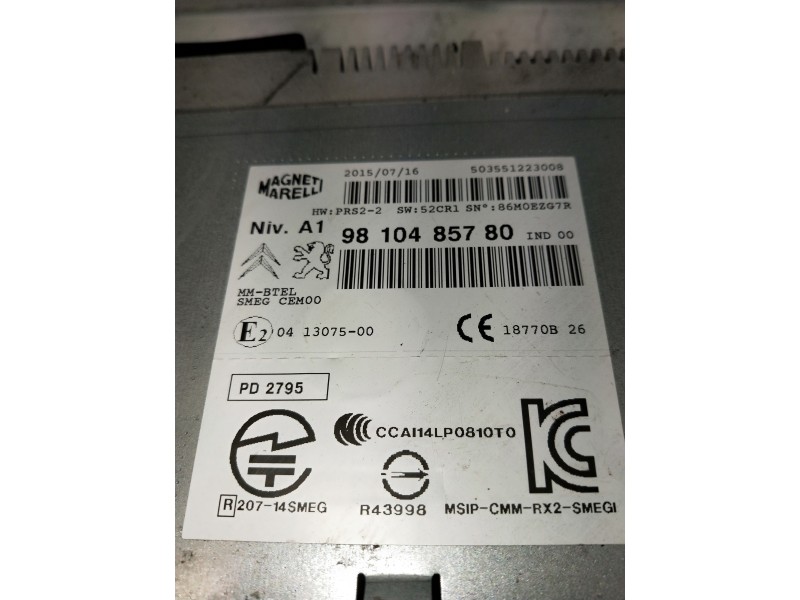 MAGNETI
MARELLI
2015/07/16 503551223008
HW:PRS2-2 SW:52CR1 SN°:86M0EZG7R
Niv. A1
98 104 857 80 IND 00
MM-BTEL
SMEG CEM00
E2 04 13075-00
CE 18770B 26
PD 2795
CCAI14LP0810T0
R 207-14SMEG
R43998
MSIP-CMM-RX2-SMEGI